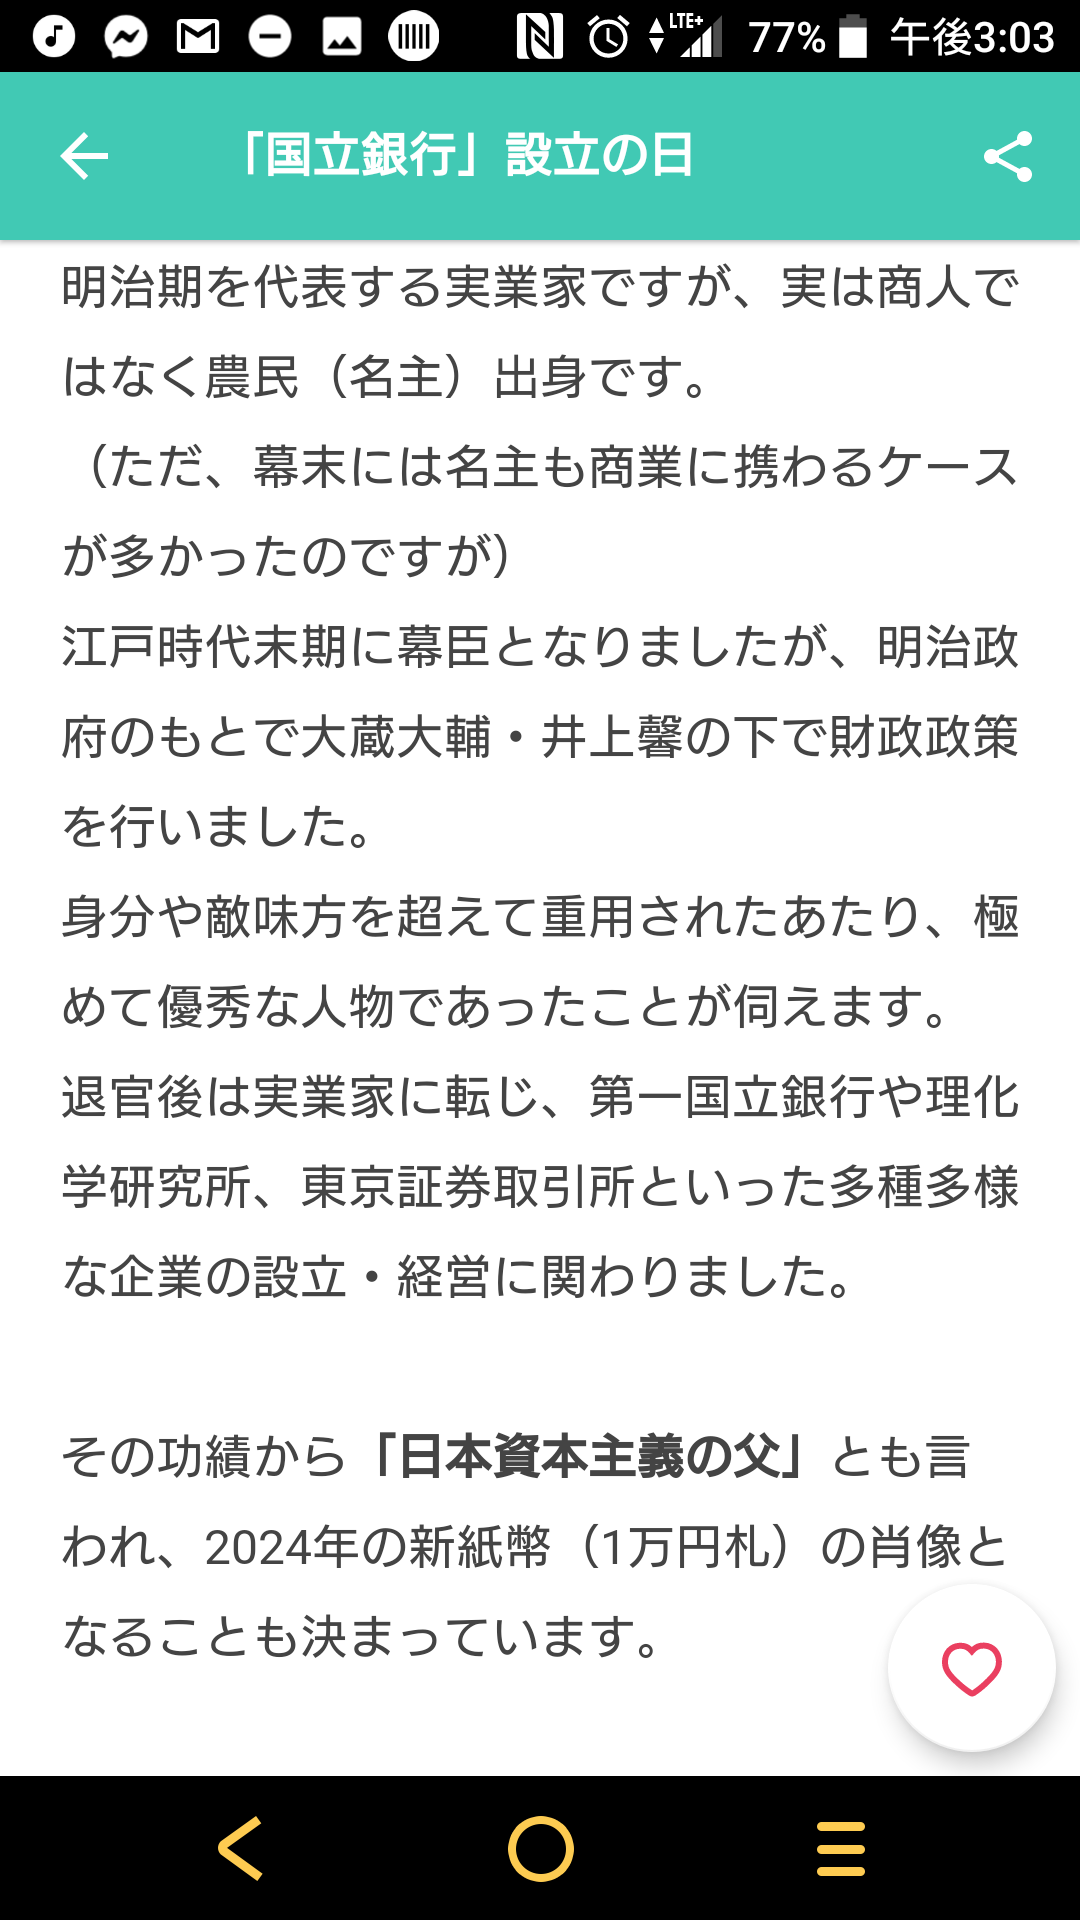 LTE+ 77% 午後3:03
「国立銀行」設立の日
明治期を代表する実業家ですが、実は商人で
はなく農民（名主）出身です。
（ただ、幕末には名主も商業に携わるケース
が多かったのですが）
江戸時代末期に幕臣となりましたが、明治政
府のもとで大蔵大輔・井上馨の下で財政政策
を行いました。
身分や敵味方を超えて重用されたあたり、極
めて優秀な人物であったことが伺えます。
退官後は実業家に転じ、第一国立銀行や理化
学研究所、東京証券取引所といった多種多様
な企業の設立・経営に関わりました。
その功績から「日本資本主義の父」とも言
われ、2024年の新紙幣（1万円札）の肖像と
なることも決まっています。